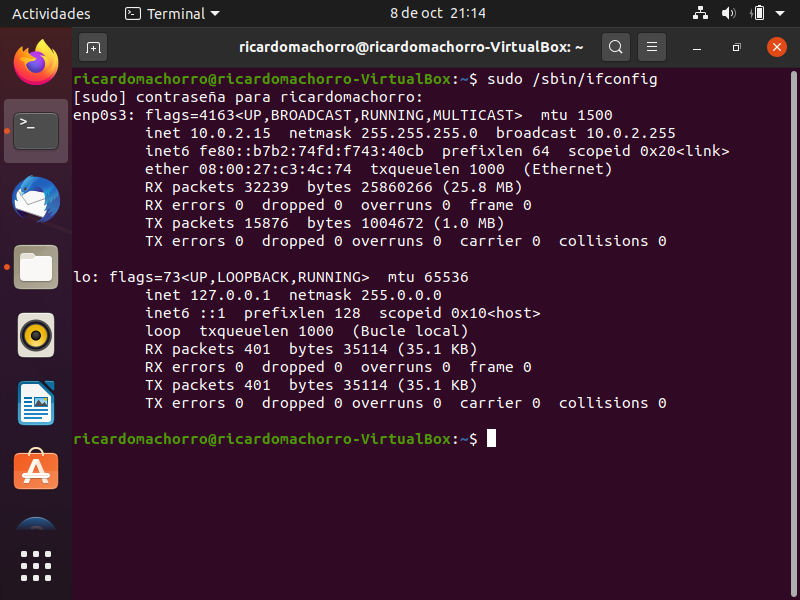 Actividades
Terminal
8 de oct 21:14
ricardomachorro@ricardomachorro-VirtualBox: ~
ricardomachorro@ricardomachorro-VirtualBox:~$ sudo /sbin/ifconfig
[sudo] contraseña para ricardomachorro:
enp0s3: flags=4163<UP,BROADCAST,RUNNING,MULTICAST>  mtu 1500
        inet 10.0.2.15  netmask 255.255.255.0  broadcast 10.0.2.255
        inet6 fe80::b7b2:74fd:f743:40cb  prefixlen 64  scopeid 0x20<link>
        ether 08:00:27:c3:4c:74  txqueuelen 1000  (Ethernet)
        RX packets 32239  bytes 25860266 (25.8 MB)
        RX errors 0  dropped 0  overruns 0  frame 0
        TX packets 15876  bytes 1004672 (1.0 MB)
        TX errors 0  dropped 0 overruns 0  carrier 0  collisions 0
lo: flags=73<UP,LOOPBACK,RUNNING>  mtu 65536
        inet 127.0.0.1  netmask 255.0.0.0
        inet6 ::1  prefixlen 128  scopeid 0x10<host>
        loop  txqueuelen 1000  (Bucle local)
        RX packets 401  bytes 35114 (35.1 KB)
        RX errors 0  dropped 0  overruns 0  frame 0
        TX packets 401  bytes 35114 (35.1 KB)
        TX errors 0  dropped 0 overruns 0  carrier 0  collisions 0
ricardomachorro@ricardomachorro-VirtualBox:~$